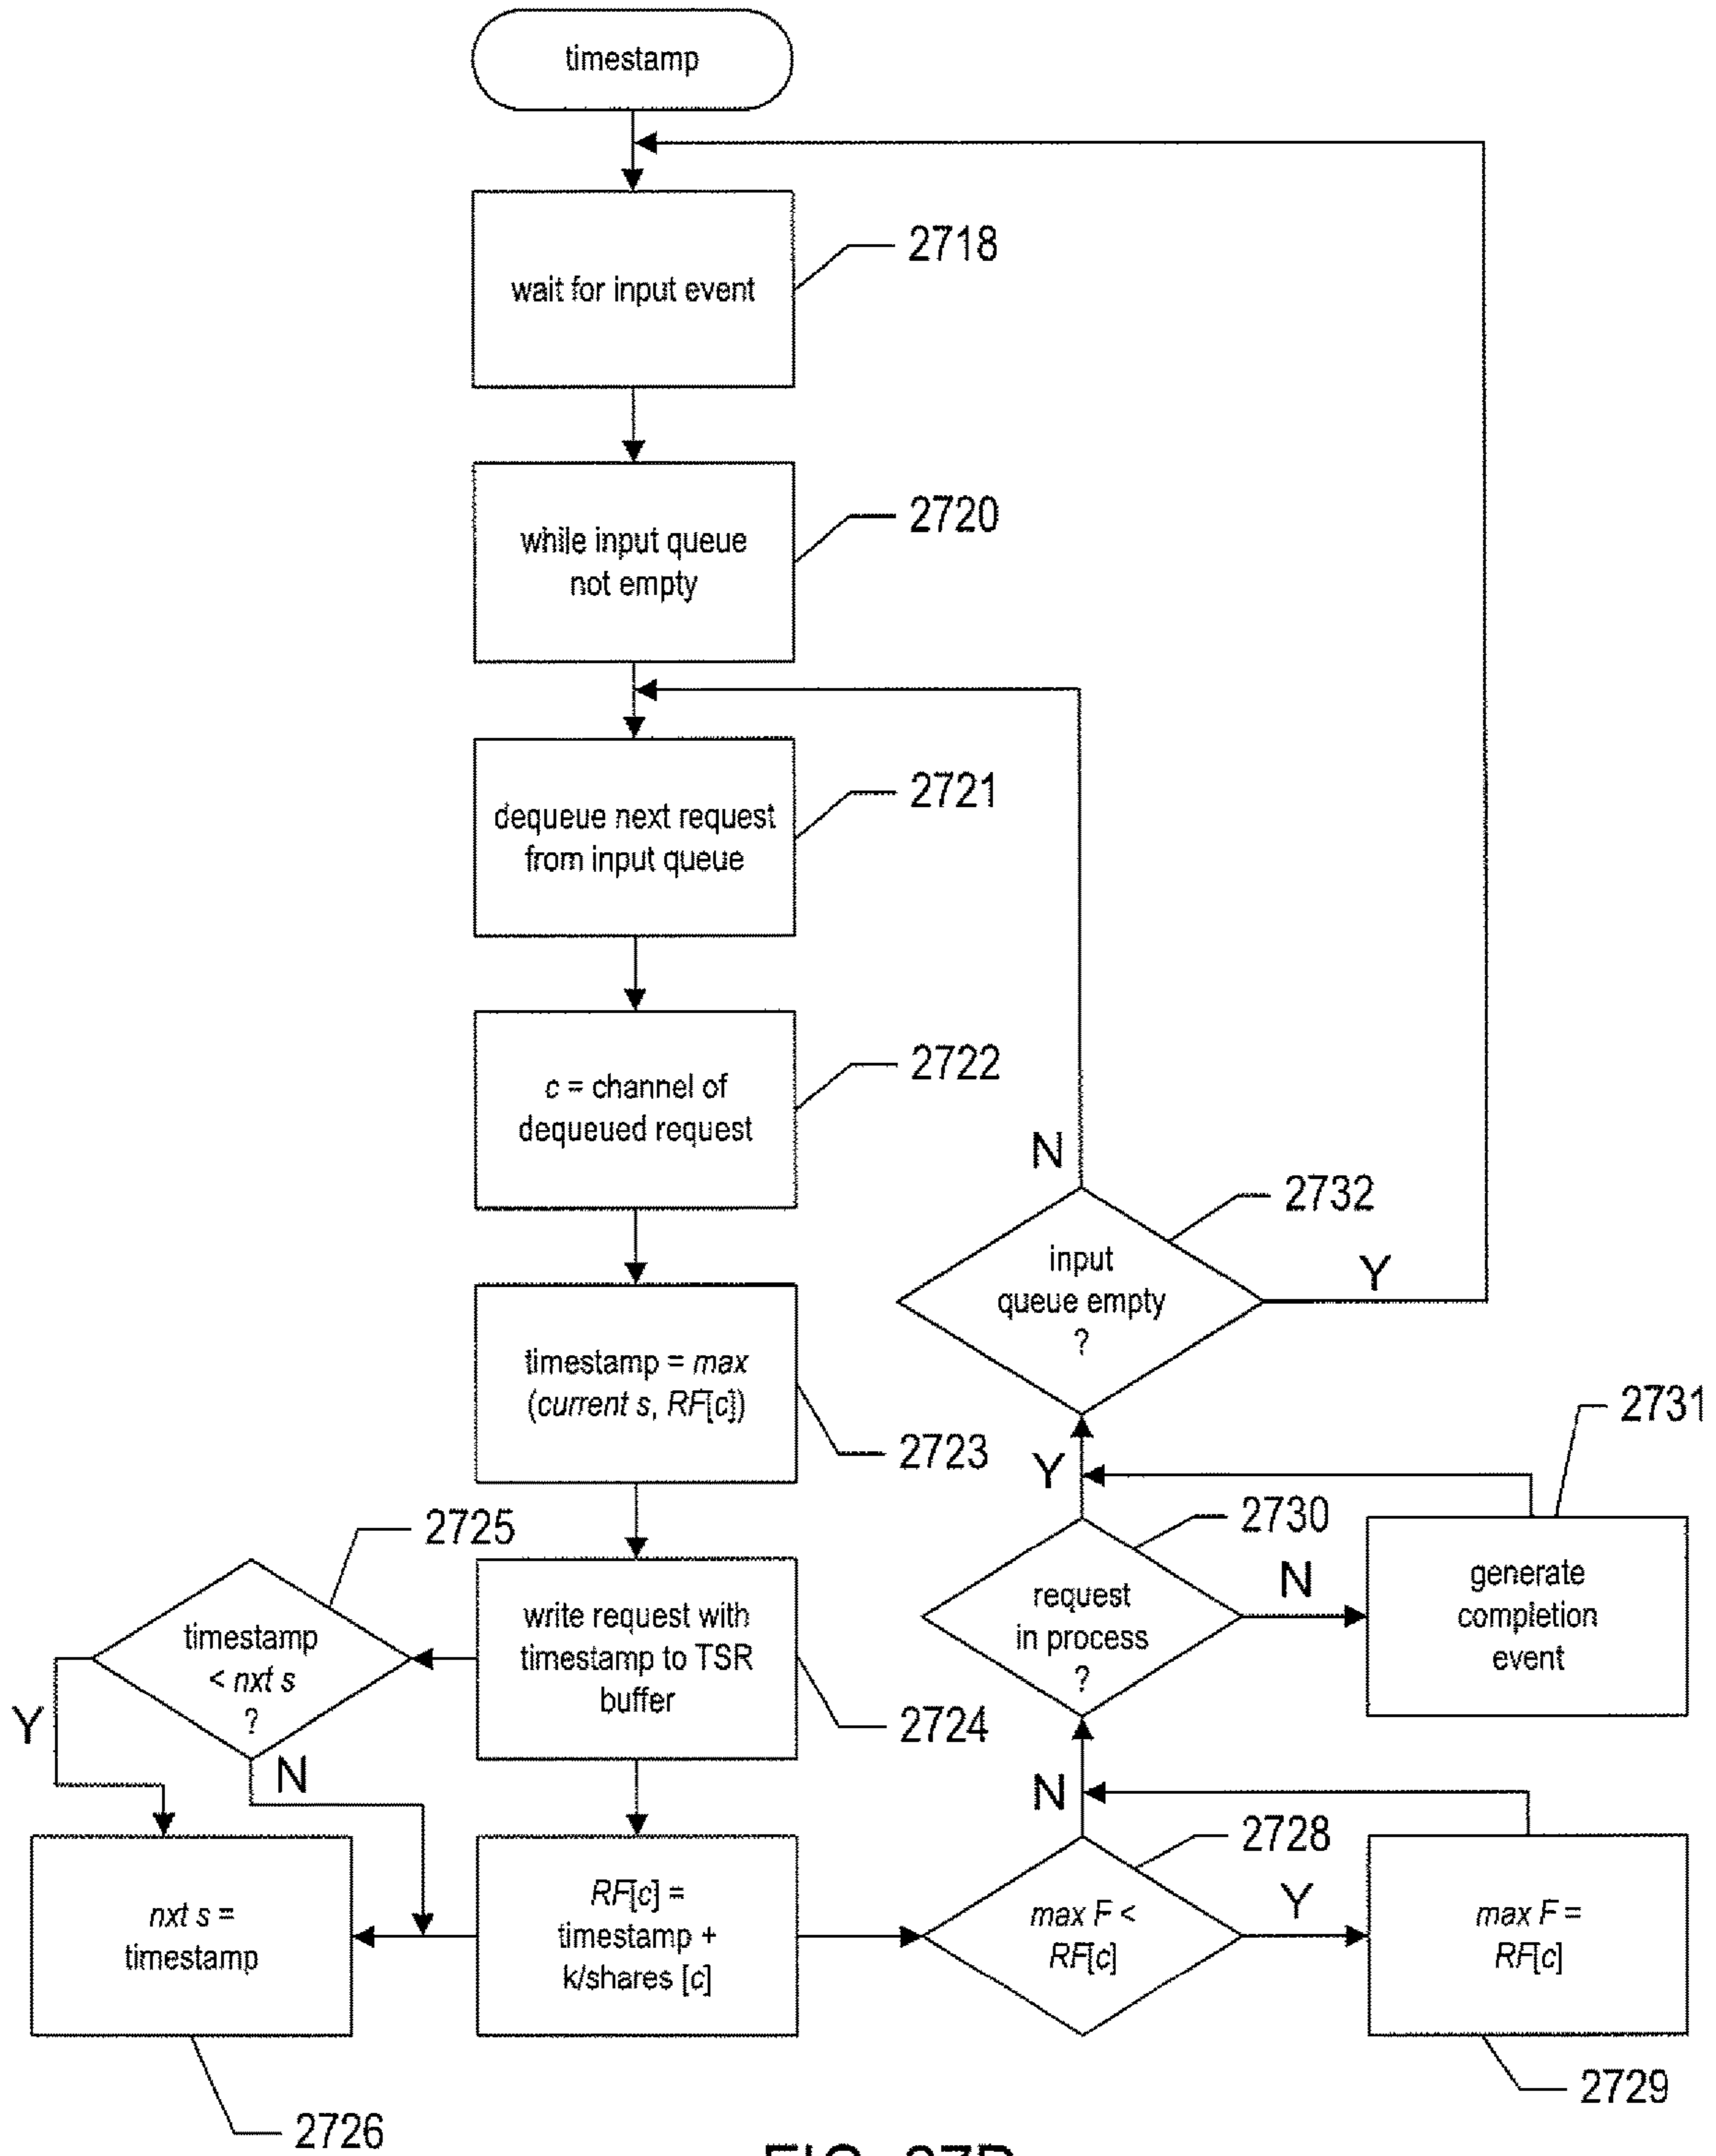 timestamp
wait for input event
2718
while input queue
not empty
2720
dequeue next request
from input queue
2721
c = channel of
dequeued request
2722
N
2732
input
queue empty
?
Y
timestamp = max
(current s, RF[c])
2723
2731
Y
2730
request
in process
?
N
generate
completion
event
2725
timestamp
< nxt s
?
Y
N
write request with
timestamp to TSR
buffer
2724
N
2728
nxt s =
timestamp
2726
RF[c] =
timestamp +
k/shares [c]
max F <
RF[c]
Y
max F =
RF[c]
2729